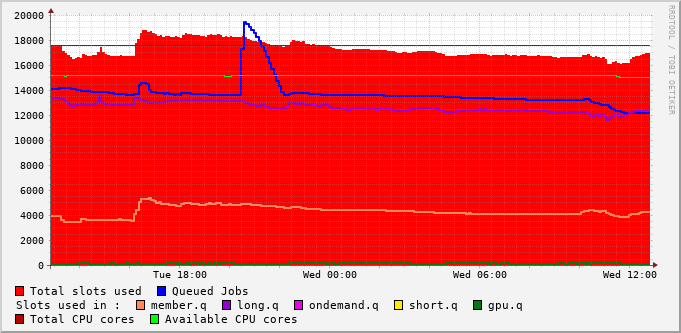 RRDTOOL / TOBI OETIKER
20000
18000
16000
14000
12000
10000
8000
6000
4000
2000
0
Tue 18:00 Wed 00:00 Wed 06:00 Wed 12:00
Total slots used Queued Jobs
Slots used in : member.q long.q ondemand.q short.q gpu.q
Total CPU cores Available CPU cores